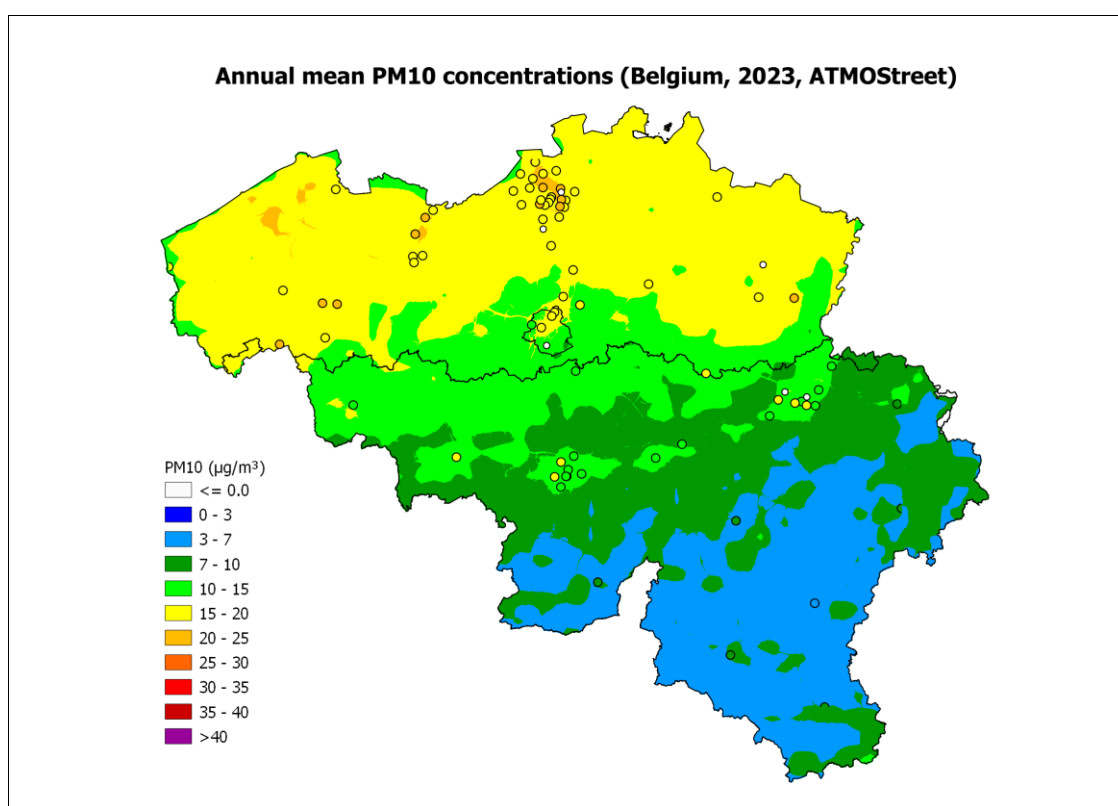 Annual mean PM10 concentrations (Belgium, 2023, ATMOStreet)
PM10 (µg/m³)
<= 0.0
0 - 3
3 - 7
7 - 10
10 - 15
15 - 20
20 - 25
25 - 30
30 - 35
35 - 40
>40